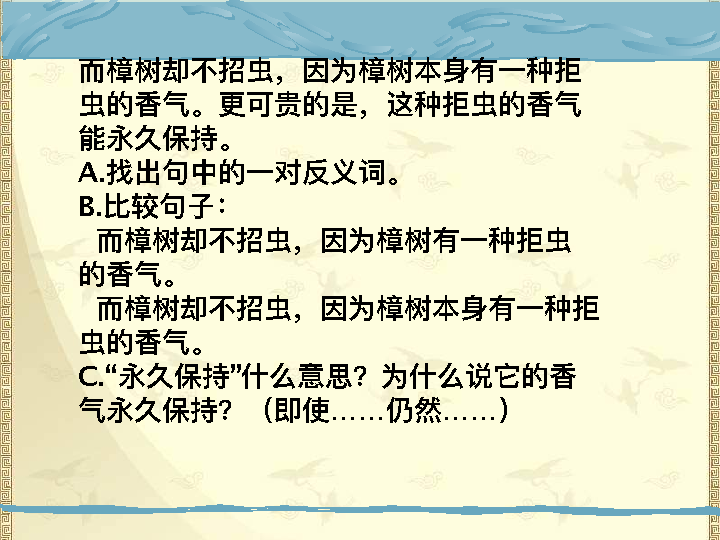 而樟树却不招虫，因为樟树本身有一种拒
虫的香气。更可贵的是，这种拒虫的香气
能永久保持。
A.找出句中的一对反义词。
B.比较句子：
而樟树却不招虫，因为樟树有一种拒虫
的香气。
而樟树却不招虫，因为樟树本身有一种拒
虫的香气。
C.“永久保持”什么意思？为什么说它的香
气永久保持？（即使……仍然……）